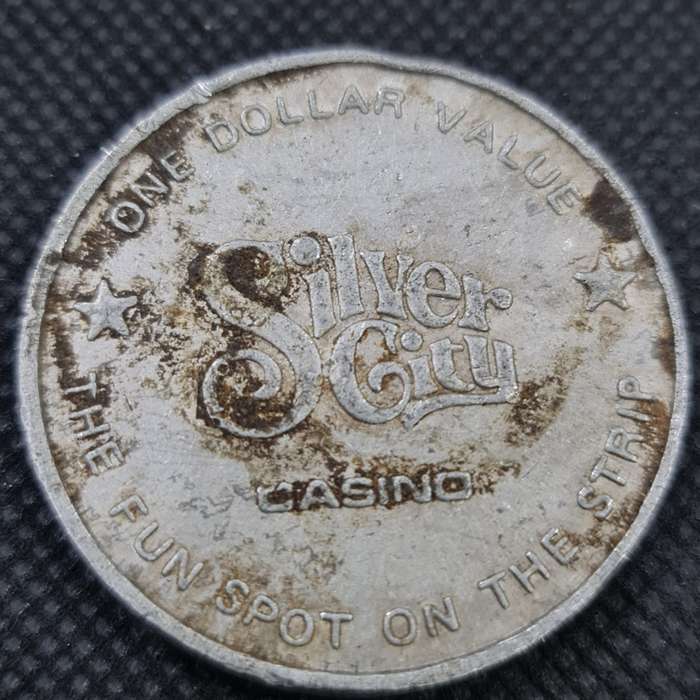 ONE DOLLAR VALUE
Silver
City
CASINO
THE FUN SPOT ON THE STRIP